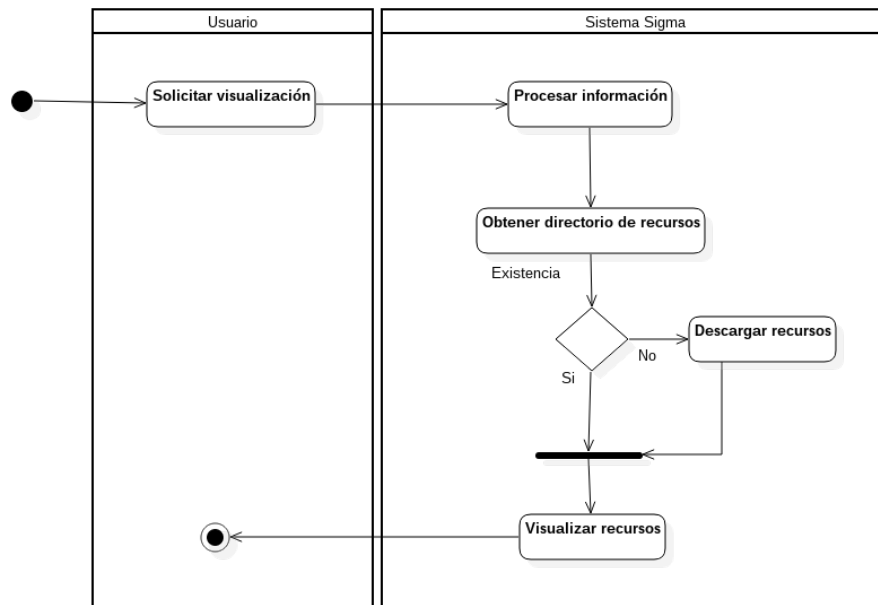 Usuario
Sistema Sigma
Solicitar visualización
Procesar información
Obtener directorio de recursos
Existencia
Descargar recursos
No
Si
Visualizar recursos